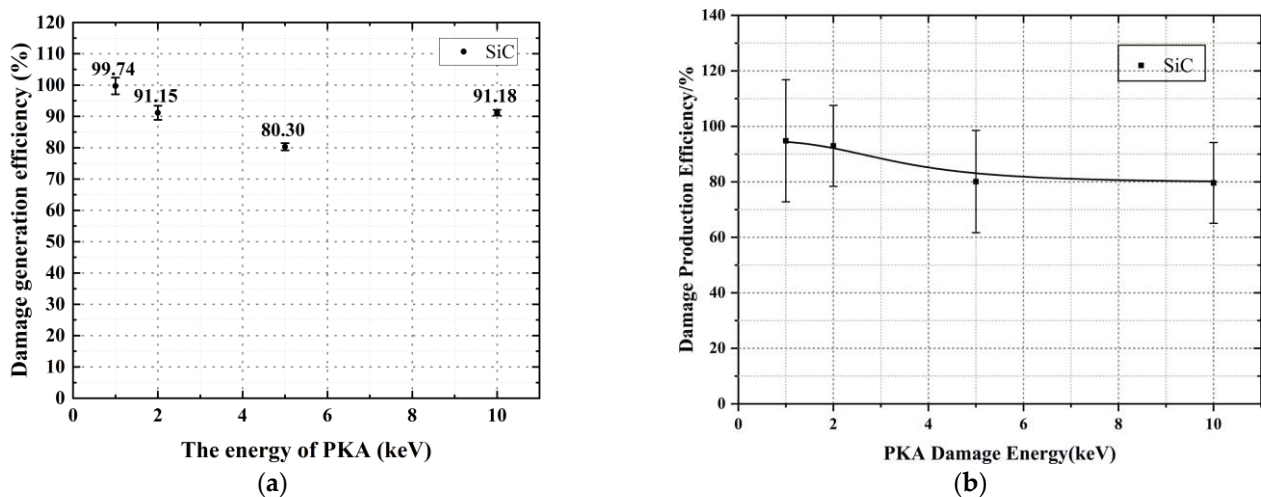 120
110
100
90
80
70
60
50
40
30
20
10
0
Damage generation efficiency (%)
SiC
99.74
91.15
80.30
91.18
0 2 4 6 8 10
The energy of PKA (keV)
(a)
140
120
100
80
60
40
20
0
Damage Production Efficiency/%
SiC
0 2 4 6 8 10
PKA Damage Energy(keV)
(b)